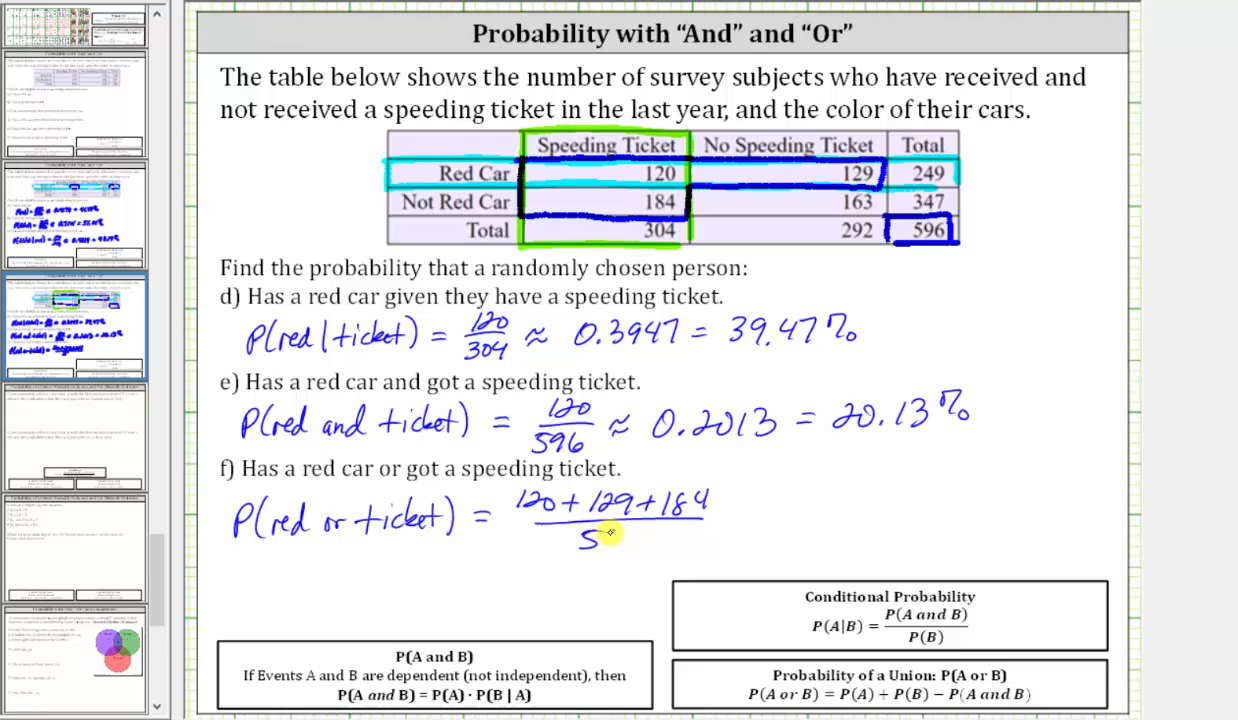 Probability with “And” and “Or”
The table below shows the number of survey subjects who have received and
not received a speeding ticket in the last year, and the color of their cars.
Speeding Ticket No Speeding Ticket Total
Red Car 120 129 249
Not Red Car 184 163 347
Total 304 292 596
Find the probability that a randomly chosen person:
d) Has a red car given they have a speeding ticket.
P(red | ticket) = 120/304 ≈ 0.3947 = 39.47%
e) Has a red car and got a speeding ticket.
P(red and ticket) = 120/596 ≈ 0.2013 = 20.13%
f) Has a red car or got a speeding ticket.
P(red or ticket) = 120+129+184
5
Conditional Probability
P(A|B) = P(A and B)/P(B)
P(A and B)
If Events A and B are dependent (not independent), then
P(A and B) = P(A) · P(B | A)
Probability of a Union: P(A or B)
P(A or B) = P(A) + P(B) − P(A and B)